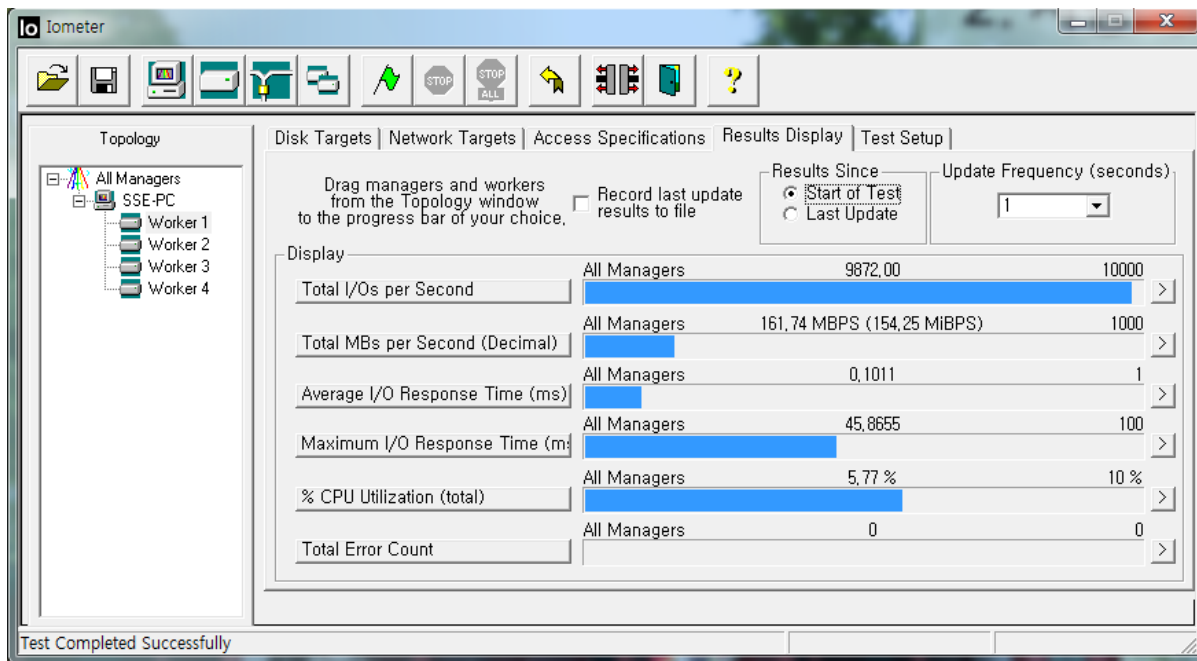 Io Iometer
STOP
STOP ALL
?
Topology
All Managers
SSE-PC
Worker 1
Worker 2
Worker 3
Worker 4
Disk Targets Network Targets Access Specifications Results Display Test Setup
Drag managers and workers
from the Topology window
to the progress bar of your choice.
Record last update
results to file
Results Since
Start of Test
Last Update
Update Frequency (seconds)
1
Display
All Managers 9872,00 10000
Total I/Os per Second >
All Managers 161,74 MBPS (154,25 MiBPS) 1000
Total MBs per Second (Decimal) >
All Managers 0,1011 1
Average I/O Response Time (ms) >
All Managers 45,8655 100
Maximum I/O Response Time (m >
All Managers 5,77 % 10 %
% CPU Utilization (total) >
All Managers 0 0
Total Error Count >
Test Completed Successfully